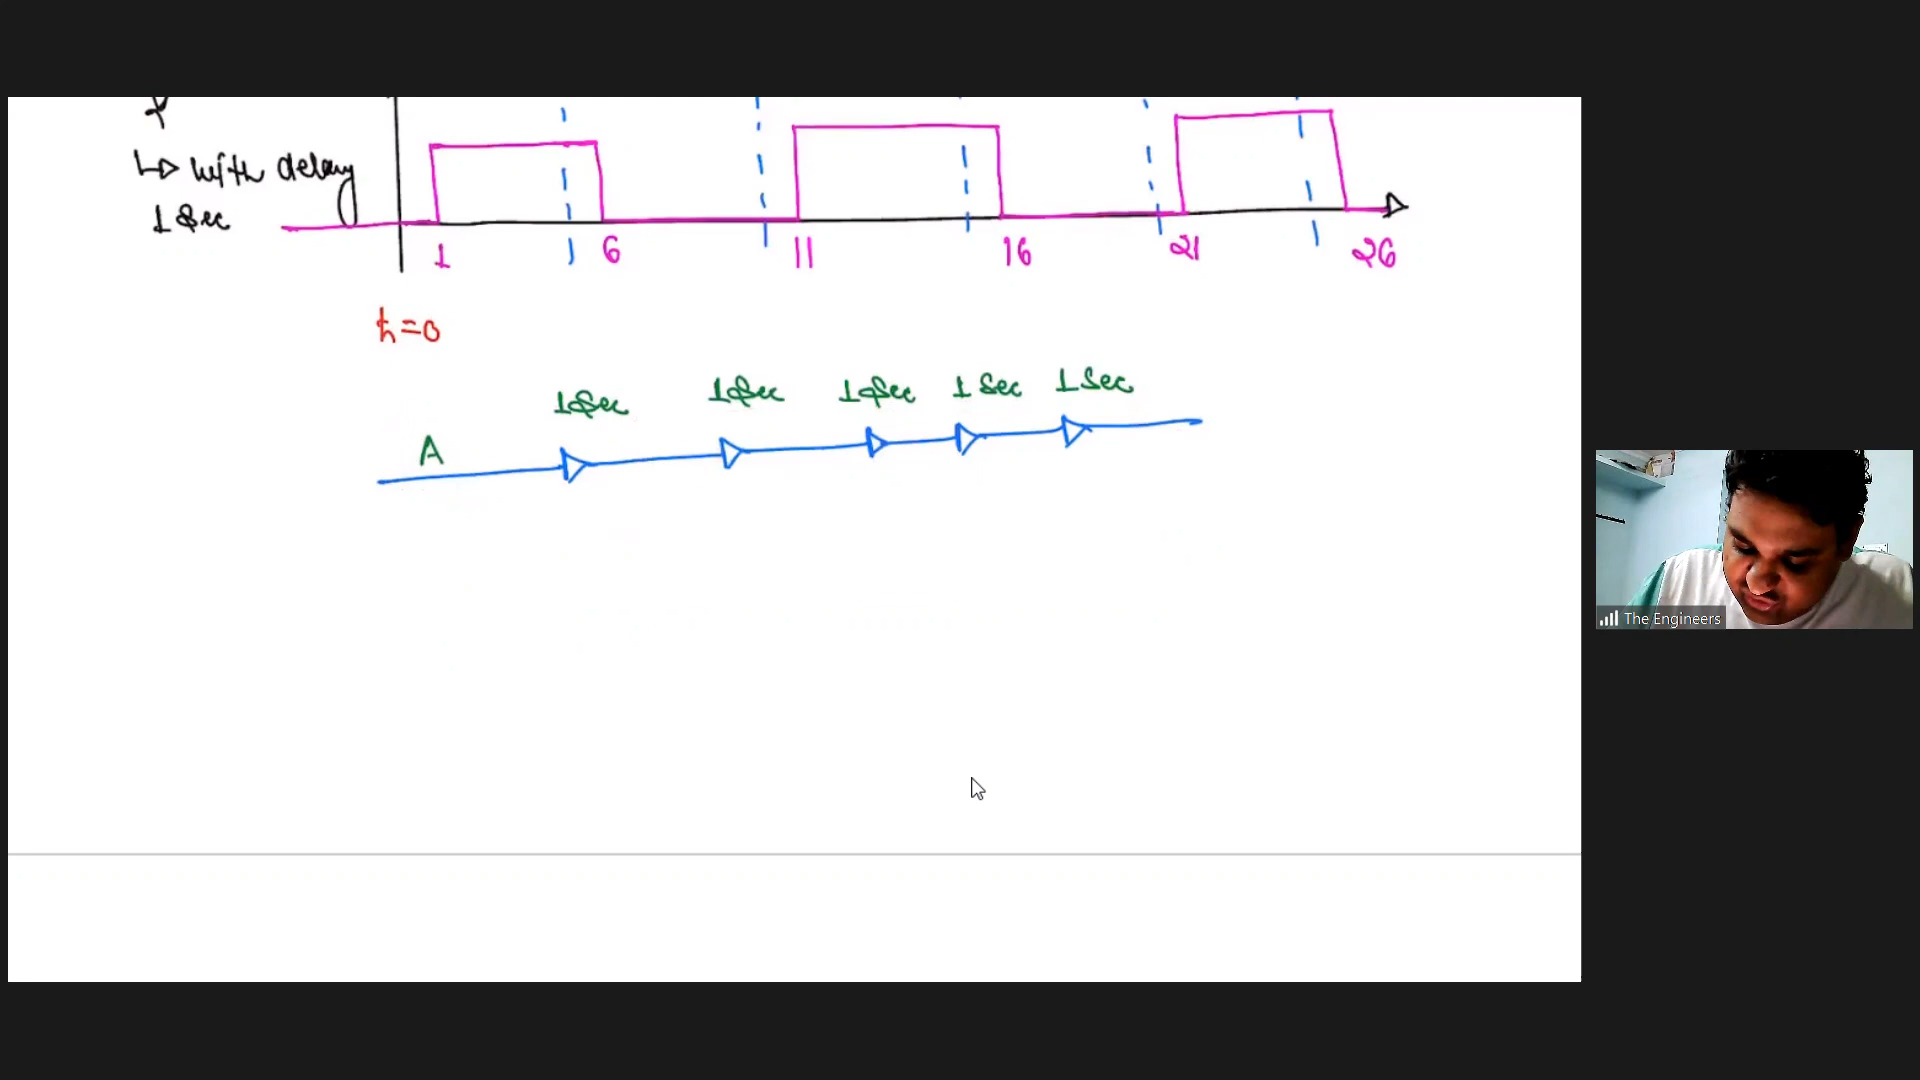 Y
↳ with delay
1 Sec
1 6 11 16 21 26
t=0
1 Sec 1 Sec 1 Sec 1 Sec 1 Sec
A
The Engineers